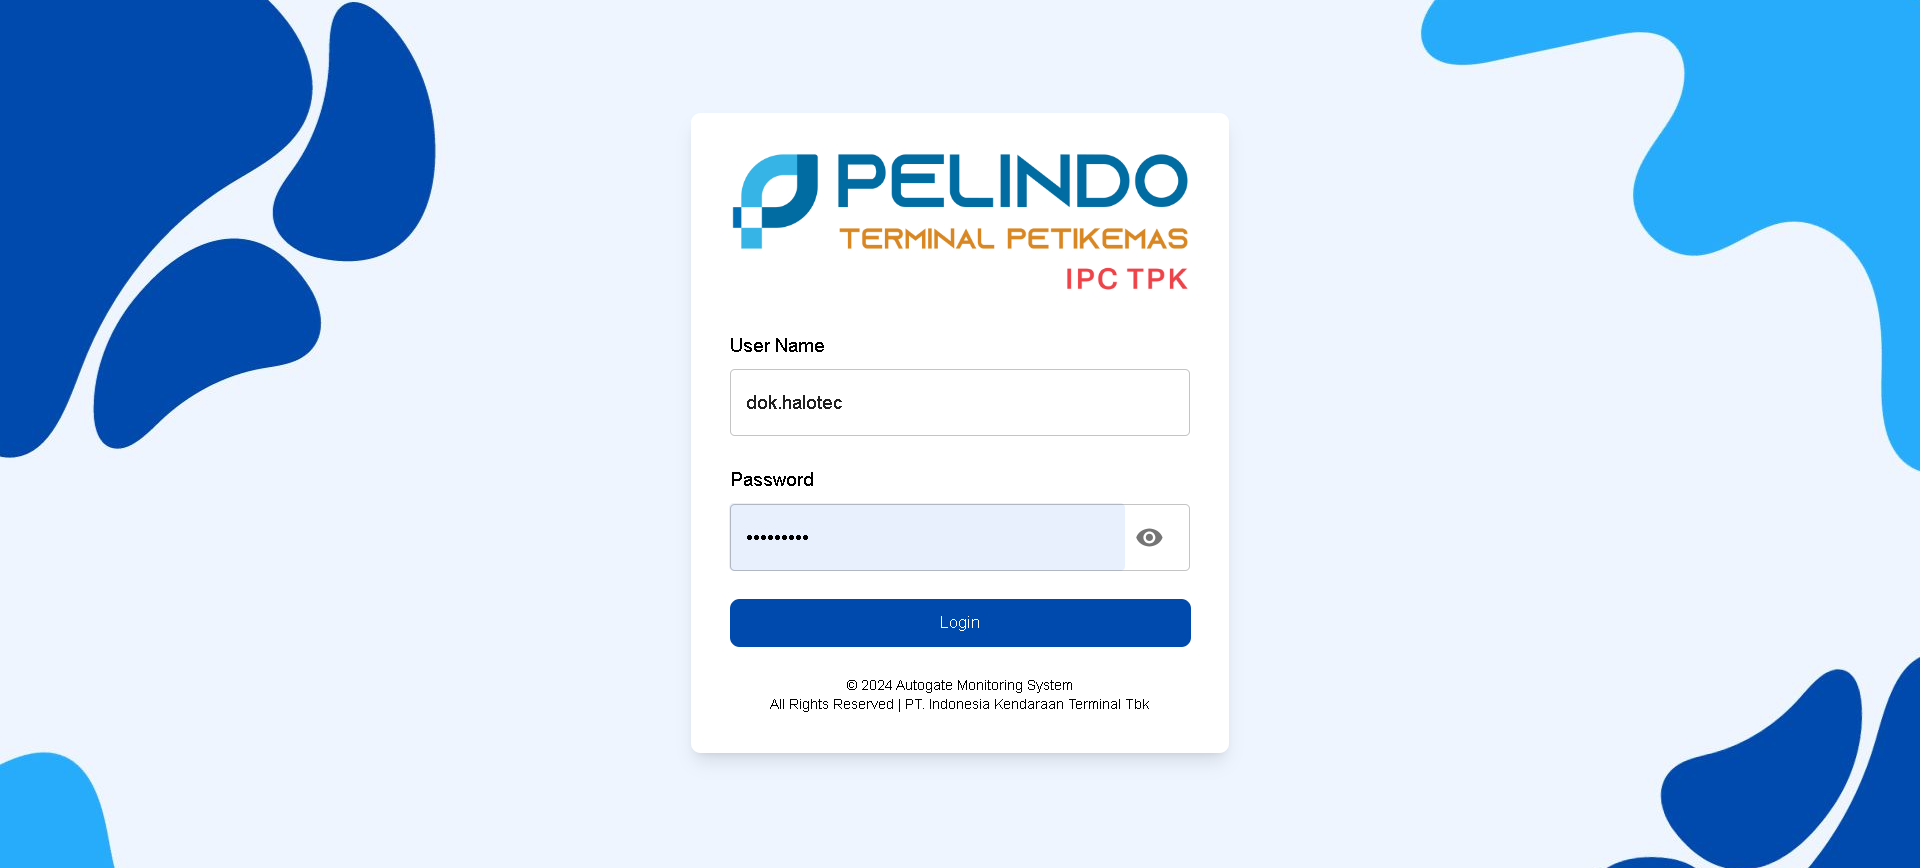 PELINDO
TERMINAL PETIKEMAS
IPC TPK
User Name
dok.halotec
Password
•••••••••
Login
© 2024 Autogate Monitoring System
All Rights Reserved | PT. Indonesia Kendaraan Terminal Tbk